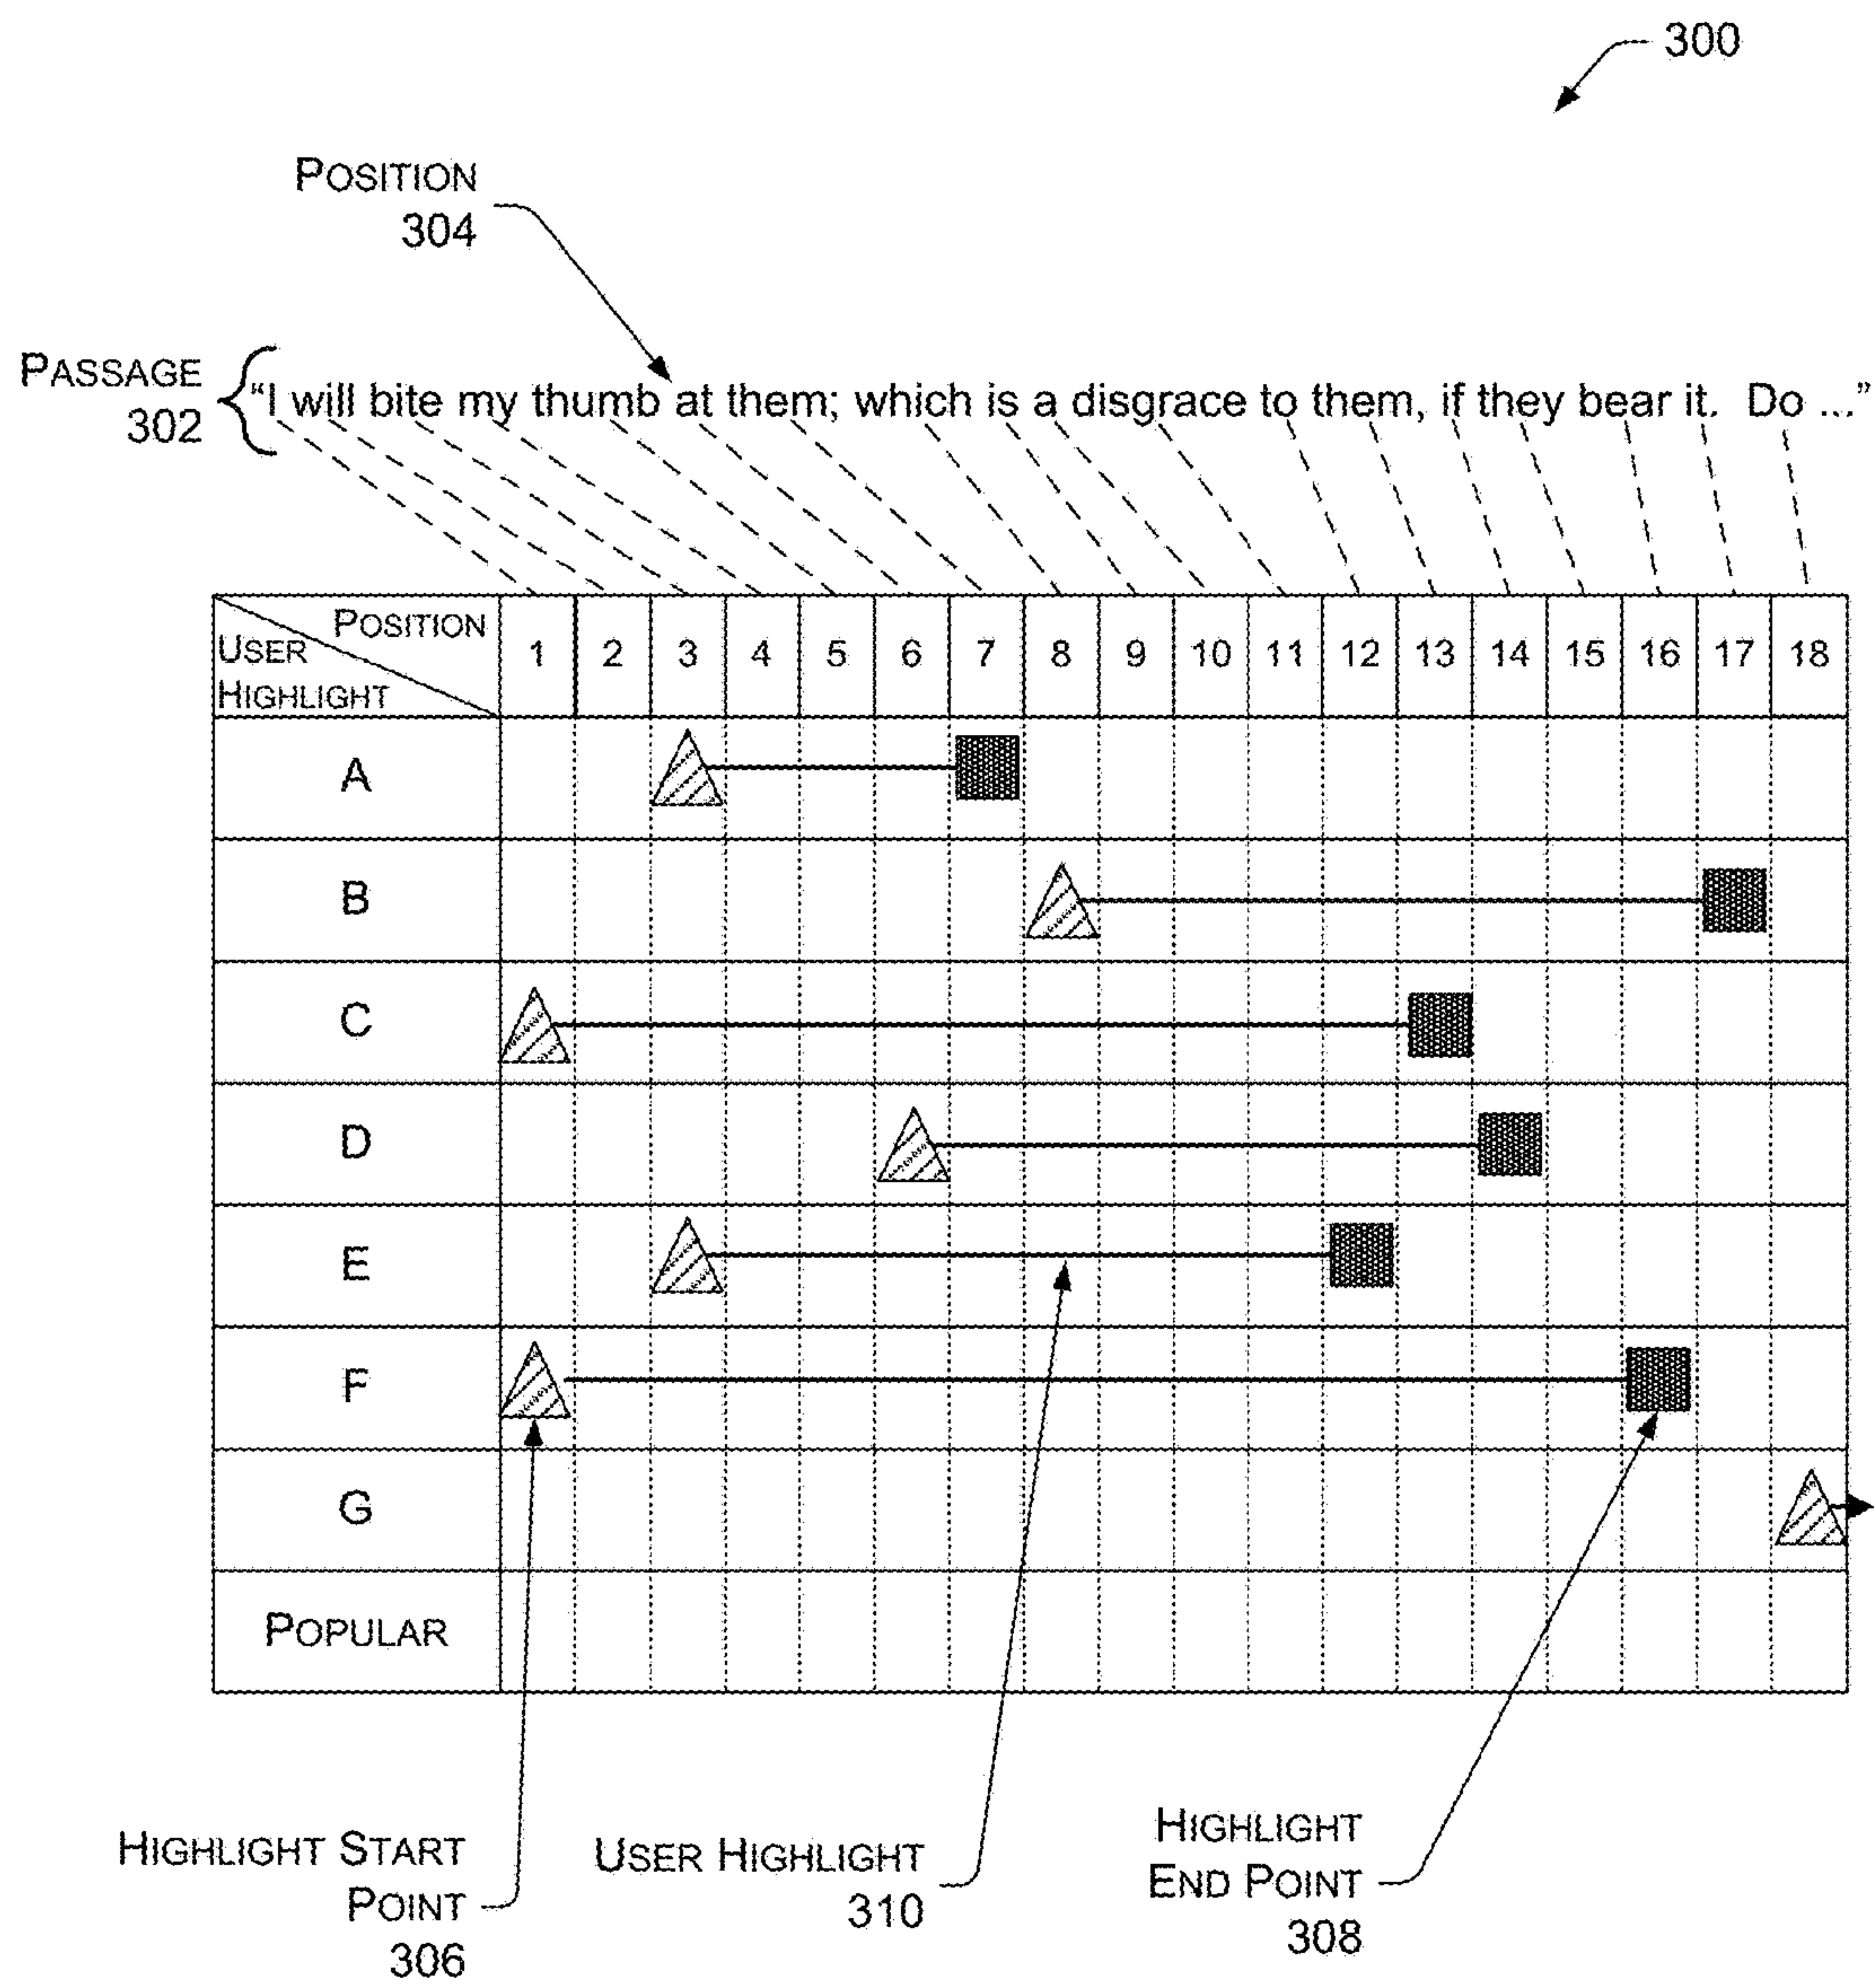 300
POSITION
304
PASSAGE
302
“I will bite my thumb at them; which is a disgrace to them, if they bear it.  Do ...”
POSITION
USER
HIGHLIGHT
1 2 3 4 5 6 7 8 9 10 11 12 13 14 15 16 17 18
A
B
C
D
E
F
G
POPULAR
HIGHLIGHT START
POINT
306
USER HIGHLIGHT
310
HIGHLIGHT
END POINT
308